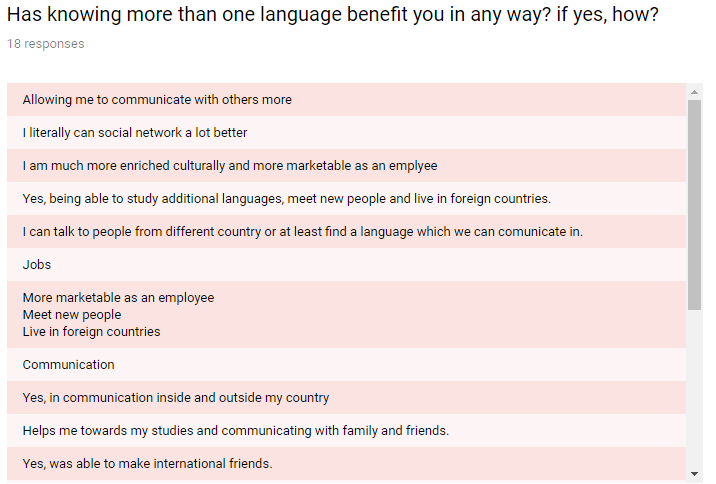 Has knowing more than one language benefit you in any way? if yes, how?
18 responses
Allowing me to communicate with others more
I literally can social network a lot better
I am much more enriched culturally and more marketable as an emplyee
Yes, being able to study additional languages, meet new people and live in foreign countries.
I can talk to people from different country or at least find a language which we can comunicate in.
Jobs
More marketable as an employee
Meet new people
Live in foreign countries
Communication
Yes, in communication inside and outside my country
Helps me towards my studies and communicating with family and friends.
Yes, was able to make international friends.